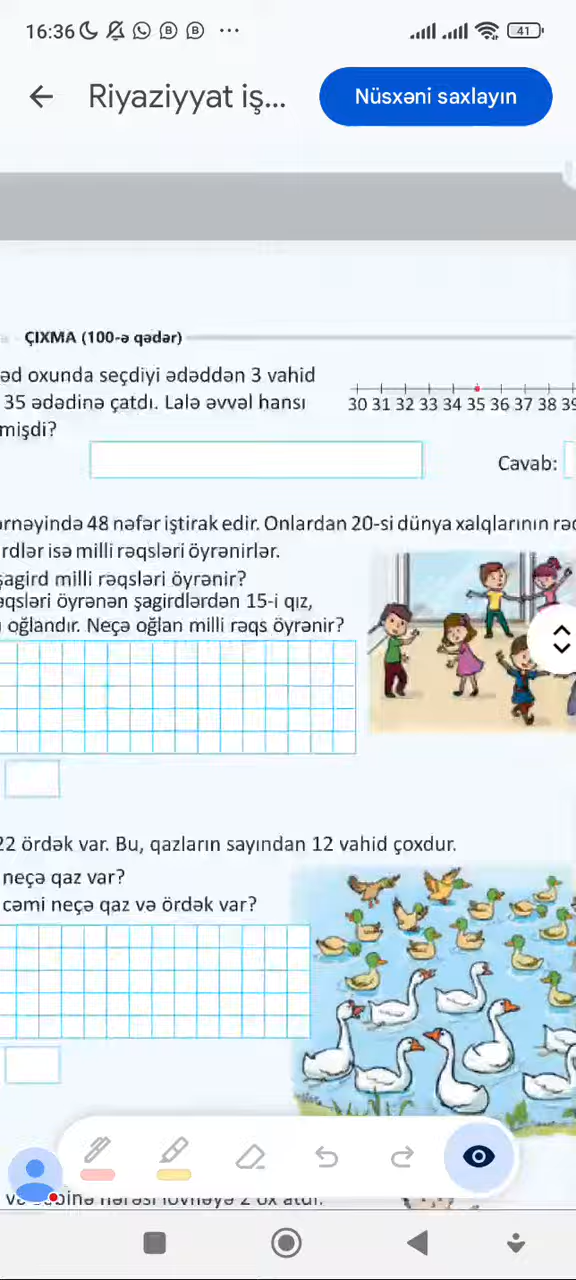 16:36 41
Riyaziyyat iş... Nüsxəni saxlayın
ÇIXMA (100-ə qədər)
əd oxunda seçdiyi ədəddən 3 vahid
35 ədədinə çatdı. Lalə əvvəl hansı
mişdi?
30 31 32 33 34 35 36 37 38 39
Cavab:
ərnəyində 48 nəfər iştirak edir. Onlardan 20-si dünya xalqlarının rəq
rdlər isə milli rəqsləri öyrənirlər.
şagird milli rəqsləri öyrənir?
əqsləri öyrənən şagirdlərdən 15-i qız,
oğlandır. Neçə oğlan milli rəqs öyrənir?
22 ördək var. Bu, qazların sayından 12 vahid çoxdur.
neçə qaz var?
cəmi neçə qaz və ördək var?